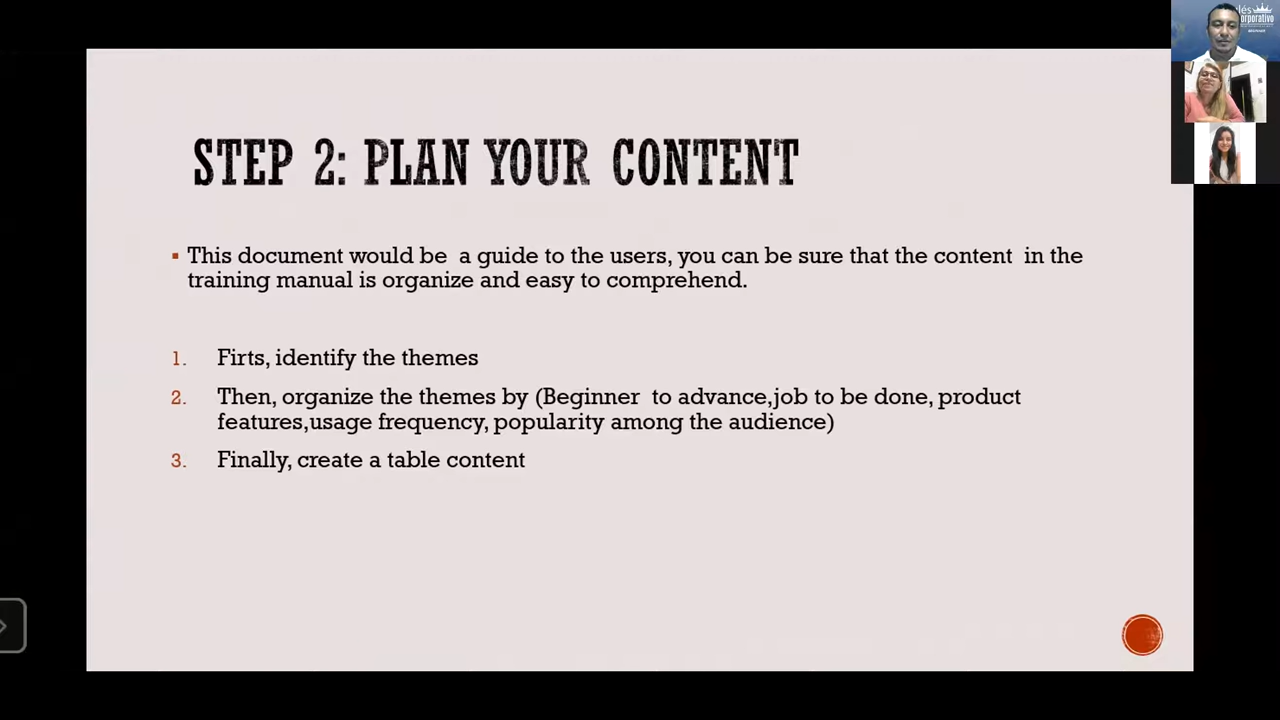 STEP 2: PLAN YOUR CONTENT
▪ This document would be a guide to the users, you can be sure that the content in the
training manual is organize and easy to comprehend.
1. Firts, identify the themes
2. Then, organize the themes by (Beginner to advance,job to be done, product
features,usage frequency, popularity among the audience)
3. Finally, create a table content